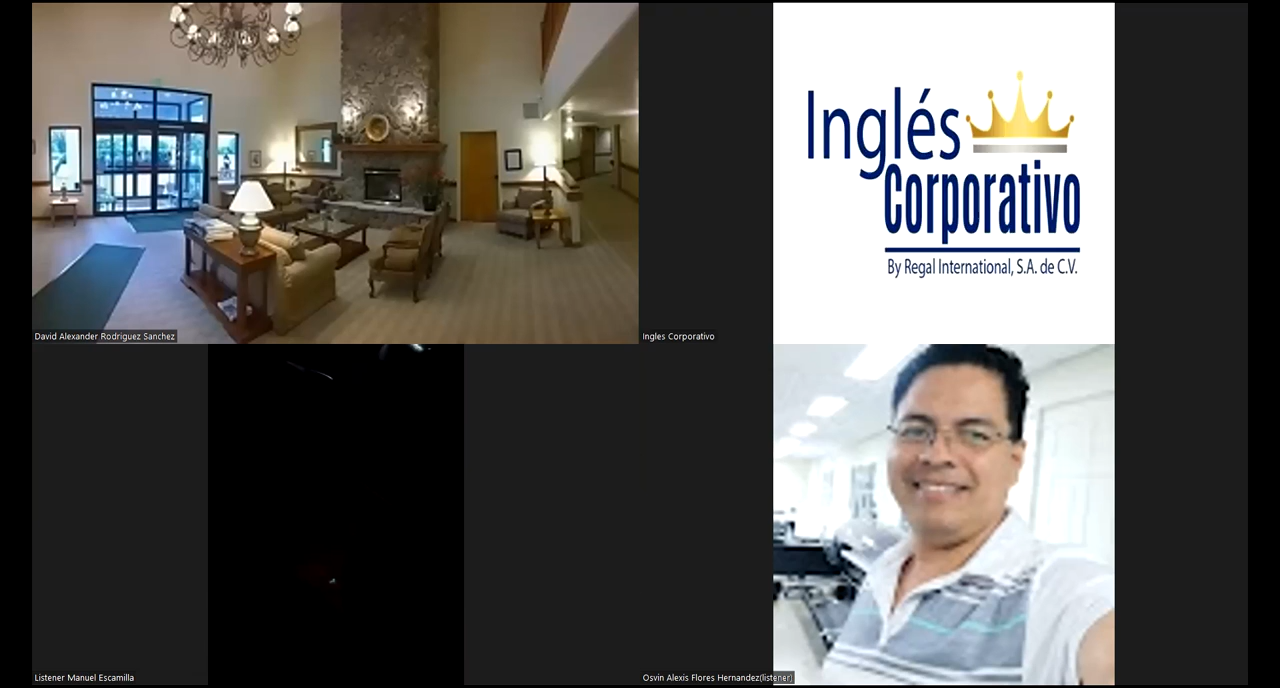 Inglés
Corporativo
By Regal International, S.A. de C.V.
David Alexander Rodriguez Sanchez
Ingles Corporativo
Listener Manuel Escamilla
Osvin Alexis Flores Hernandez(listener)